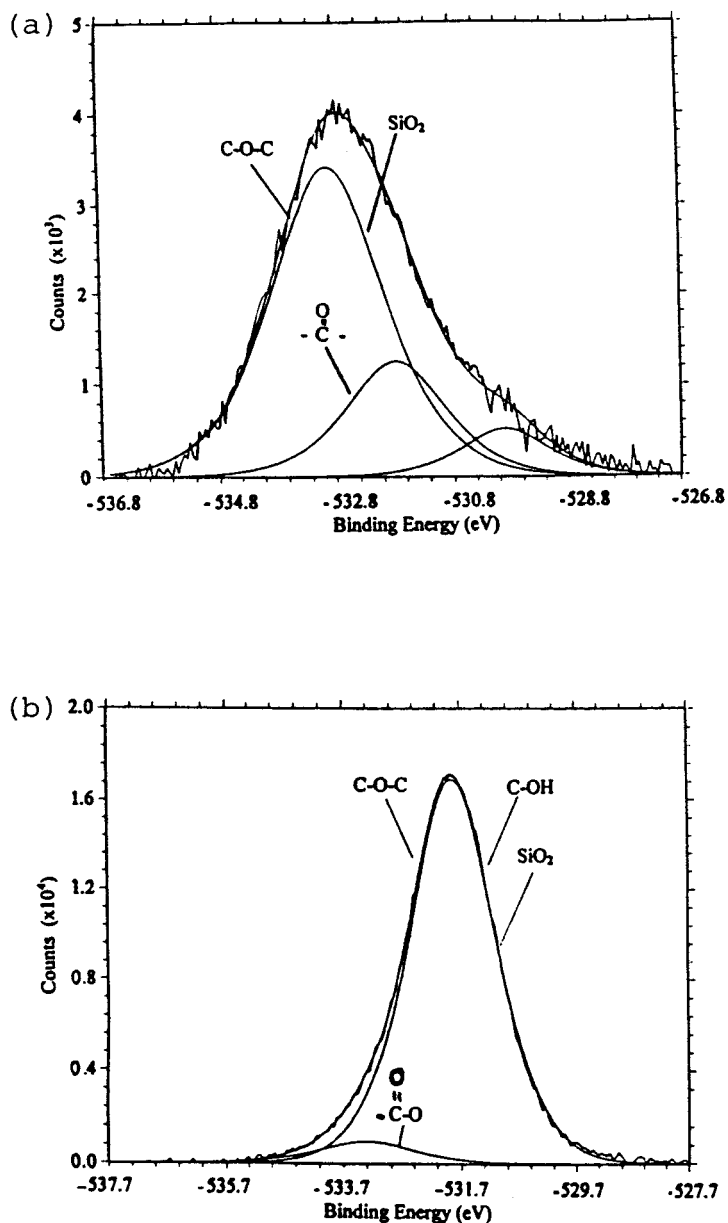 (a)
5
4
3
2
1
0
Counts (x10³)
C-O-C
SiO₂
O
- C -
-536.8 -534.8 -532.8 -530.8 -528.8 -526.8
Binding Energy (eV)
(b)
2.0
1.6
1.2
0.8
0.4
0.0
Counts (x10⁴)
C-O-C
C-OH
SiO₂
O
-C-O
-537.7 -535.7 -533.7 -531.7 -529.7 -527.7
Binding Energy (eV)